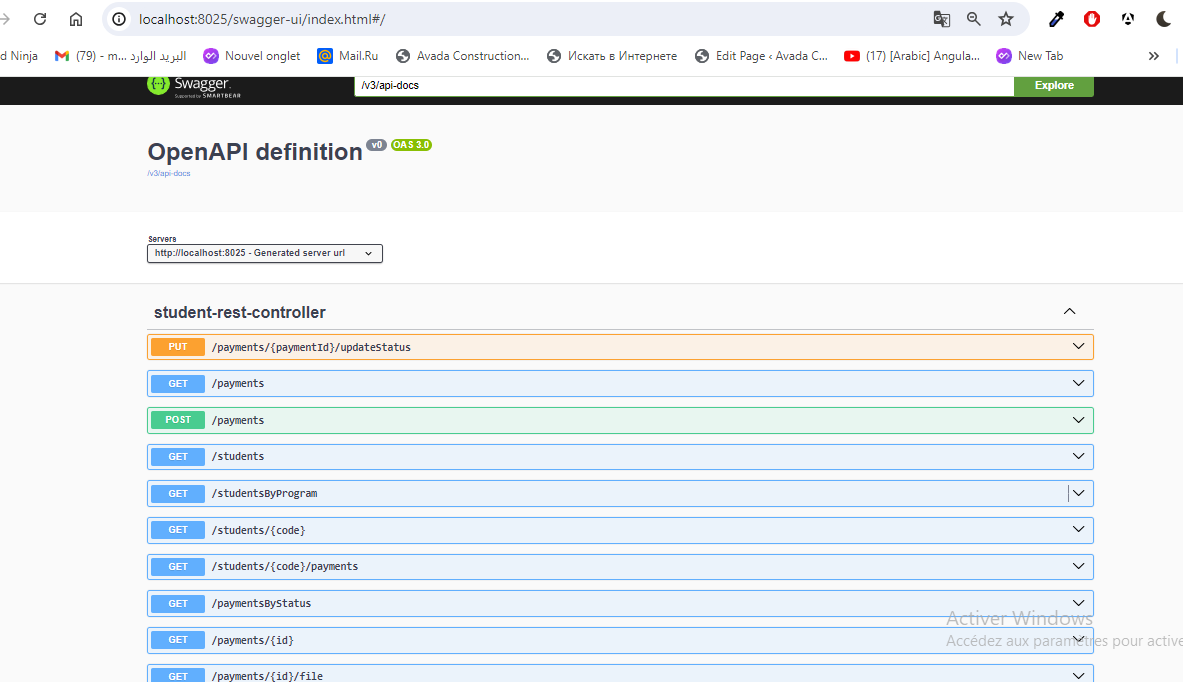 localhost:8025/swagger-ui/index.html#/
d Ninja
(79) - m... البريد الوارد
Nouvel onglet
Mail.Ru
Avada Construction...
Искать в Интернете
Edit Page ‹ Avada C...
(17) [Arabic] Angula...
New Tab
Swagger.
Supported by SMARTBEAR
/v3/api-docs
Explore
OpenAPI definition v0 OAS 3.0
/v3/api-docs
Servers
http://localhost:8025 - Generated server url
student-rest-controller
PUT /payments/{paymentId}/updateStatus
GET /payments
POST /payments
GET /students
GET /studentsByProgram
GET /students/{code}
GET /students/{code}/payments
GET /paymentsByStatus
Activer Windows
GET /payments/{id}
Accédez aux paramètres pour active
GET /payments/{id}/file